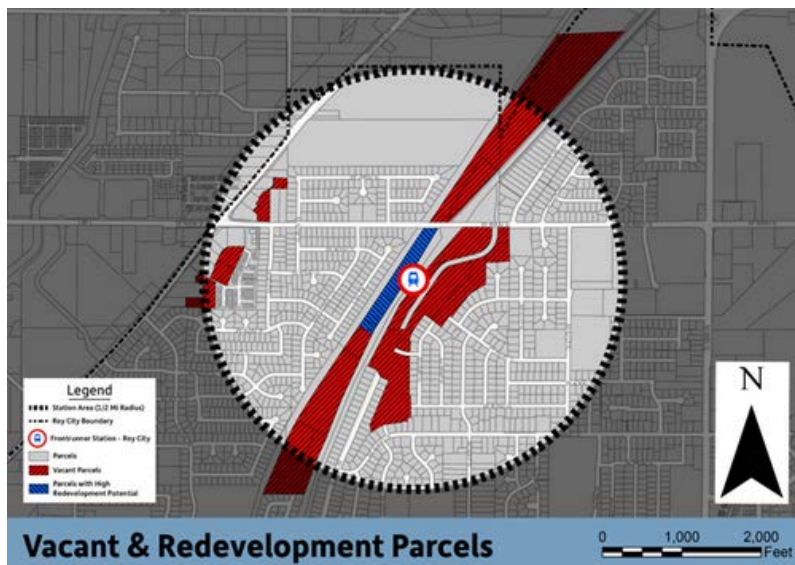 Legend
Station Area (1/2 Mi Radius)
Roy City Boundary
Frontrunner Station - Roy City
Parcels
Vacant Parcels
Parcels with High
Redevelopment Potential
N
Vacant & Redevelopment Parcels
0 1,000 2,000
Feet